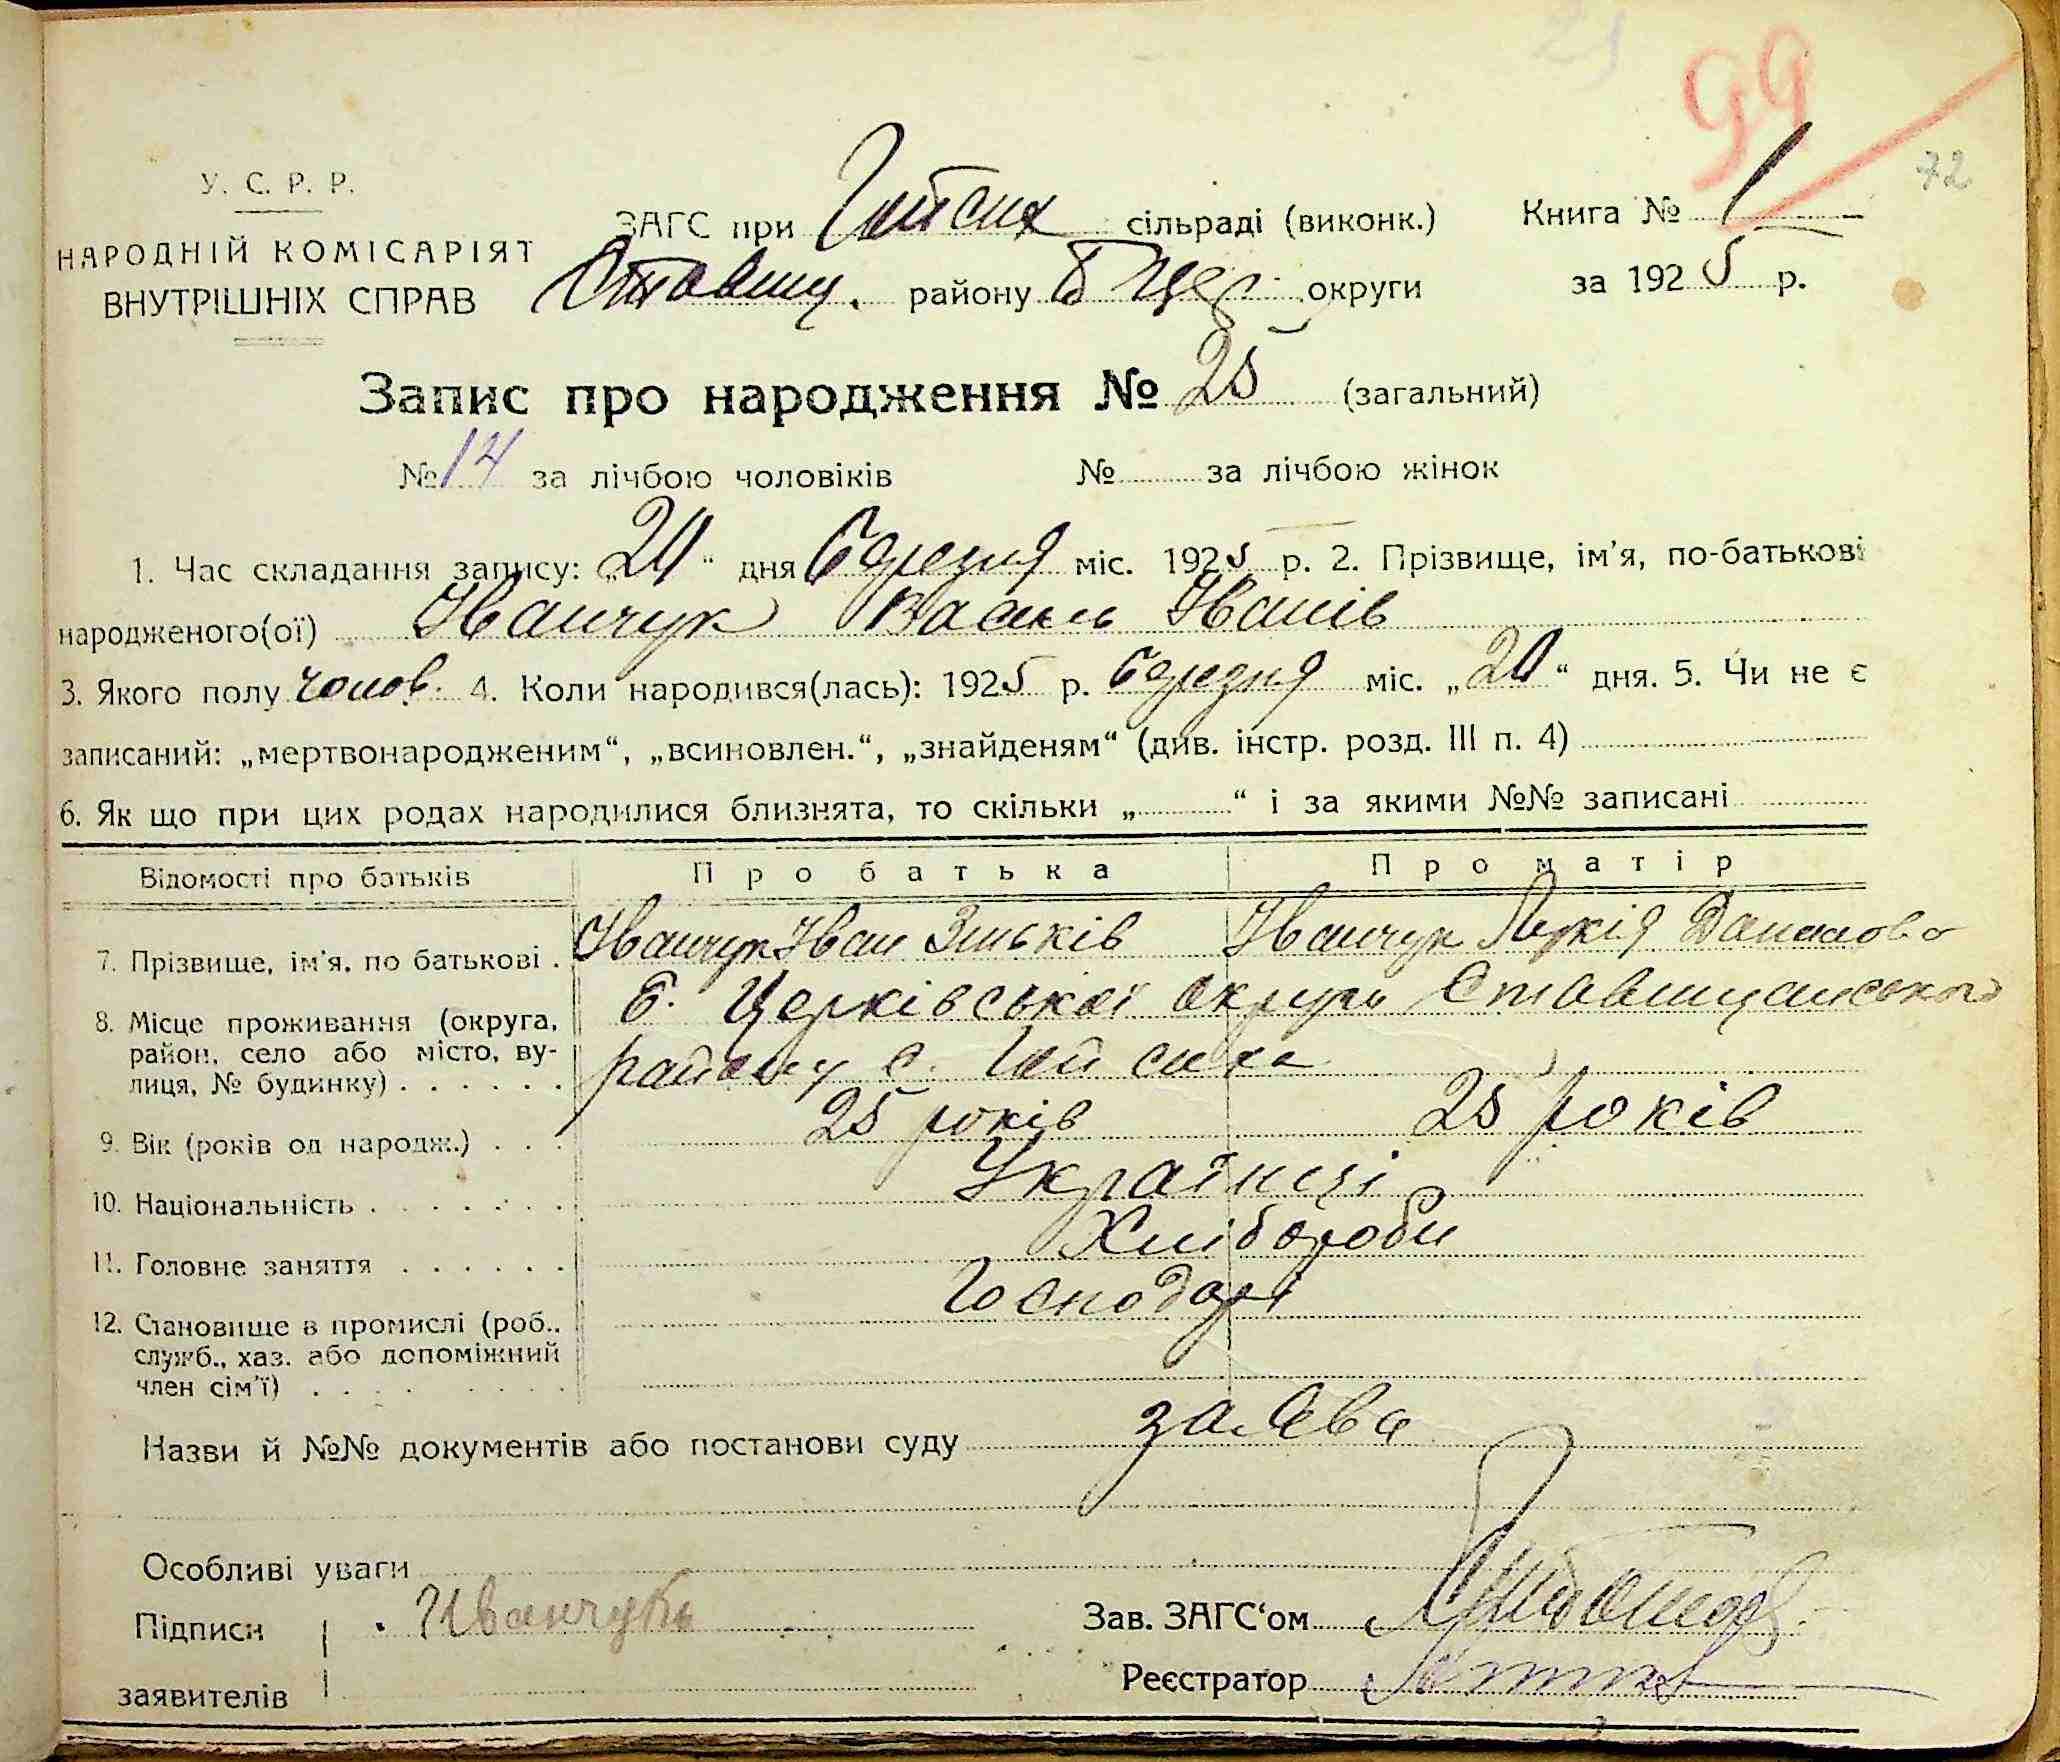 99
72
У. С. Р. Р.
НАРОДНІЙ КОМІСАРІЯТ
ВНУТРІШНІХ СПРАВ
ЗАГС при Гейсих сільраді (виконк.) Книга № 1
Ставищ. району Б Цер. округи за 1925 р.
Запис про народження № 25 (загальний)
№ 14 за лічбою чоловіків № за лічбою жінок
1. Час складання запису: „20“ дня Березня міс. 1925 р. 2. Прізвище, ім'я, по-батькові
народженого(ої) Іванчук Василь Іванів
3. Якого полу чолов. 4. Коли народився(лась): 1925 р. Березня міс. „20“ дня. 5. Чи не є
записаний: „мертвонародженим“, „всиновлен.“, „знайденям“ (див. інстр. розд. III п. 4)
6. Як що при цих родах народилися близнята, то скільки „ “ і за якими №№ записані
Відомості про батьків Про батька Про матір
7. Прізвище, ім'я, по батькові . Іванчук Іван Зіньків Іванчук Лукія Данилова
8. Місце проживання (округа, район, село або місто, вулиця, № будинку) Б. Церківської округи Ставищанського
району с. Гейсиха
9. Вік (років од народж.) 25 років 25 років
10. Національність Українці
11. Головне заняття Хлібороби
12. Становище в промислі (роб., служб., хаз. або допоміжний член сім'ї) Господарі
Назви й №№ документів або постанови суду заява
Особливі уваги
Підписи Иванчукъ Зав. ЗАГС'ом
заявителів Реєстратор